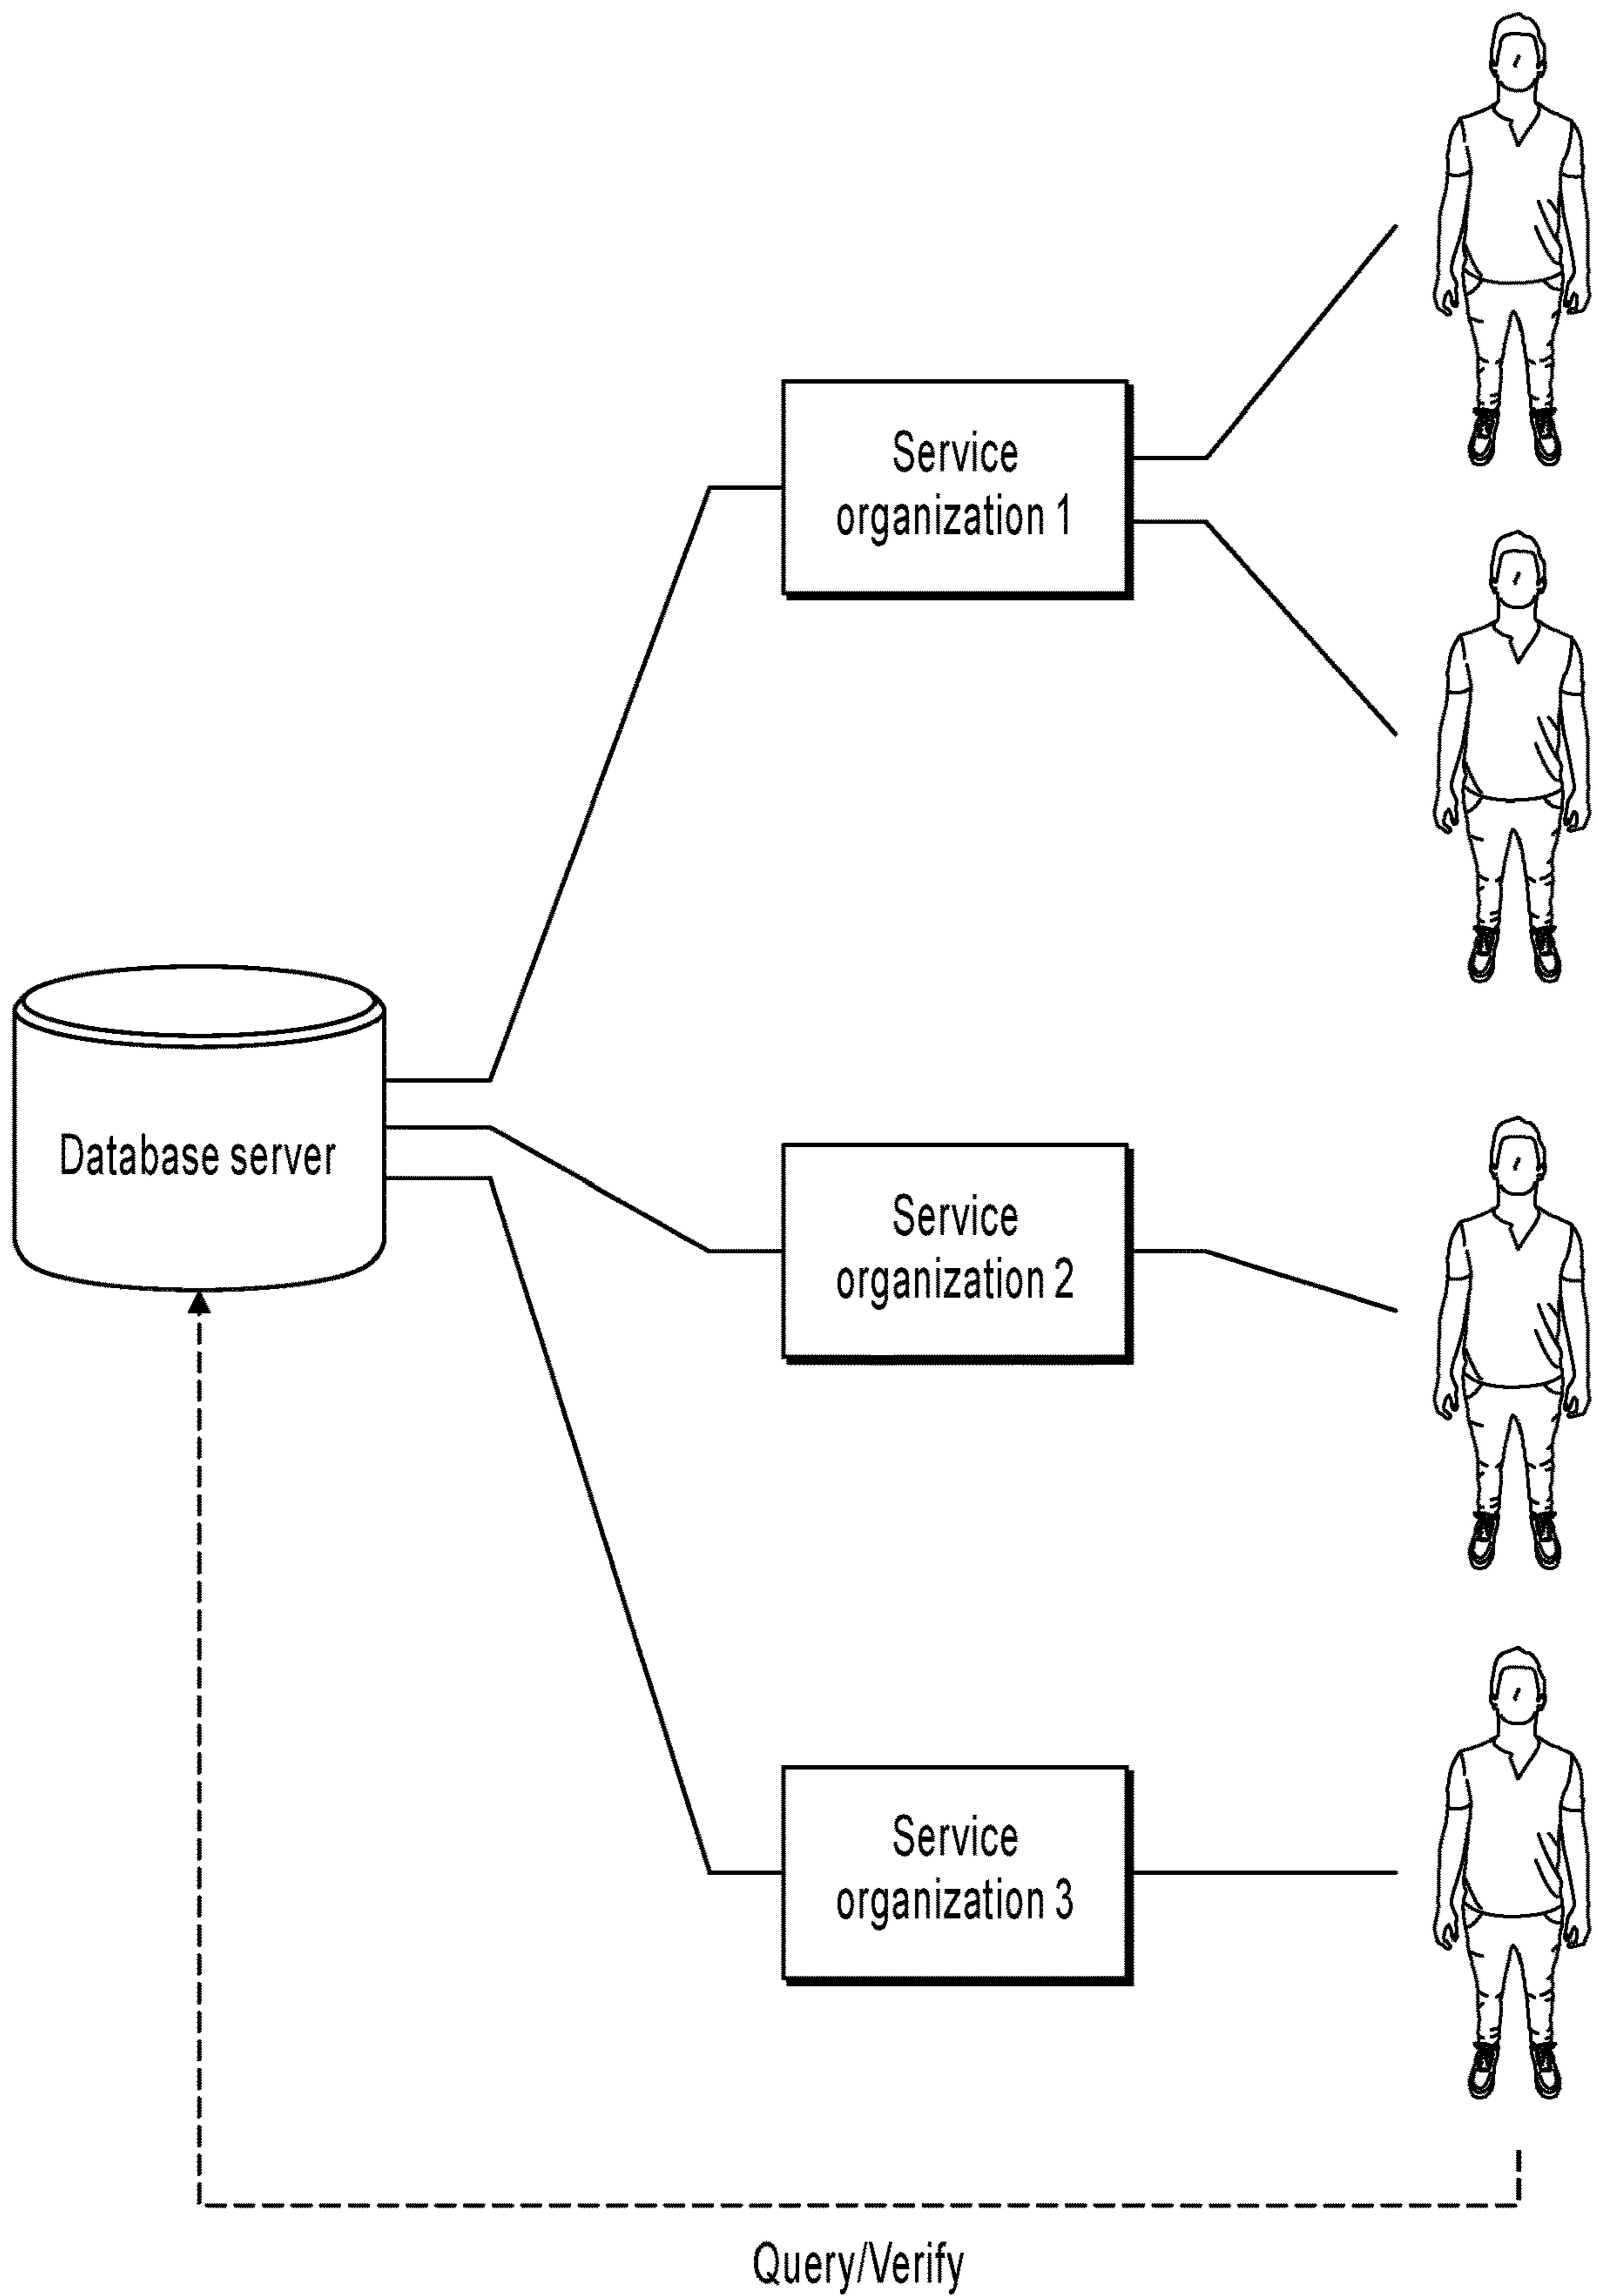 Service
organization 1
Database server
Service
organization 2
Service
organization 3
Query/Verify